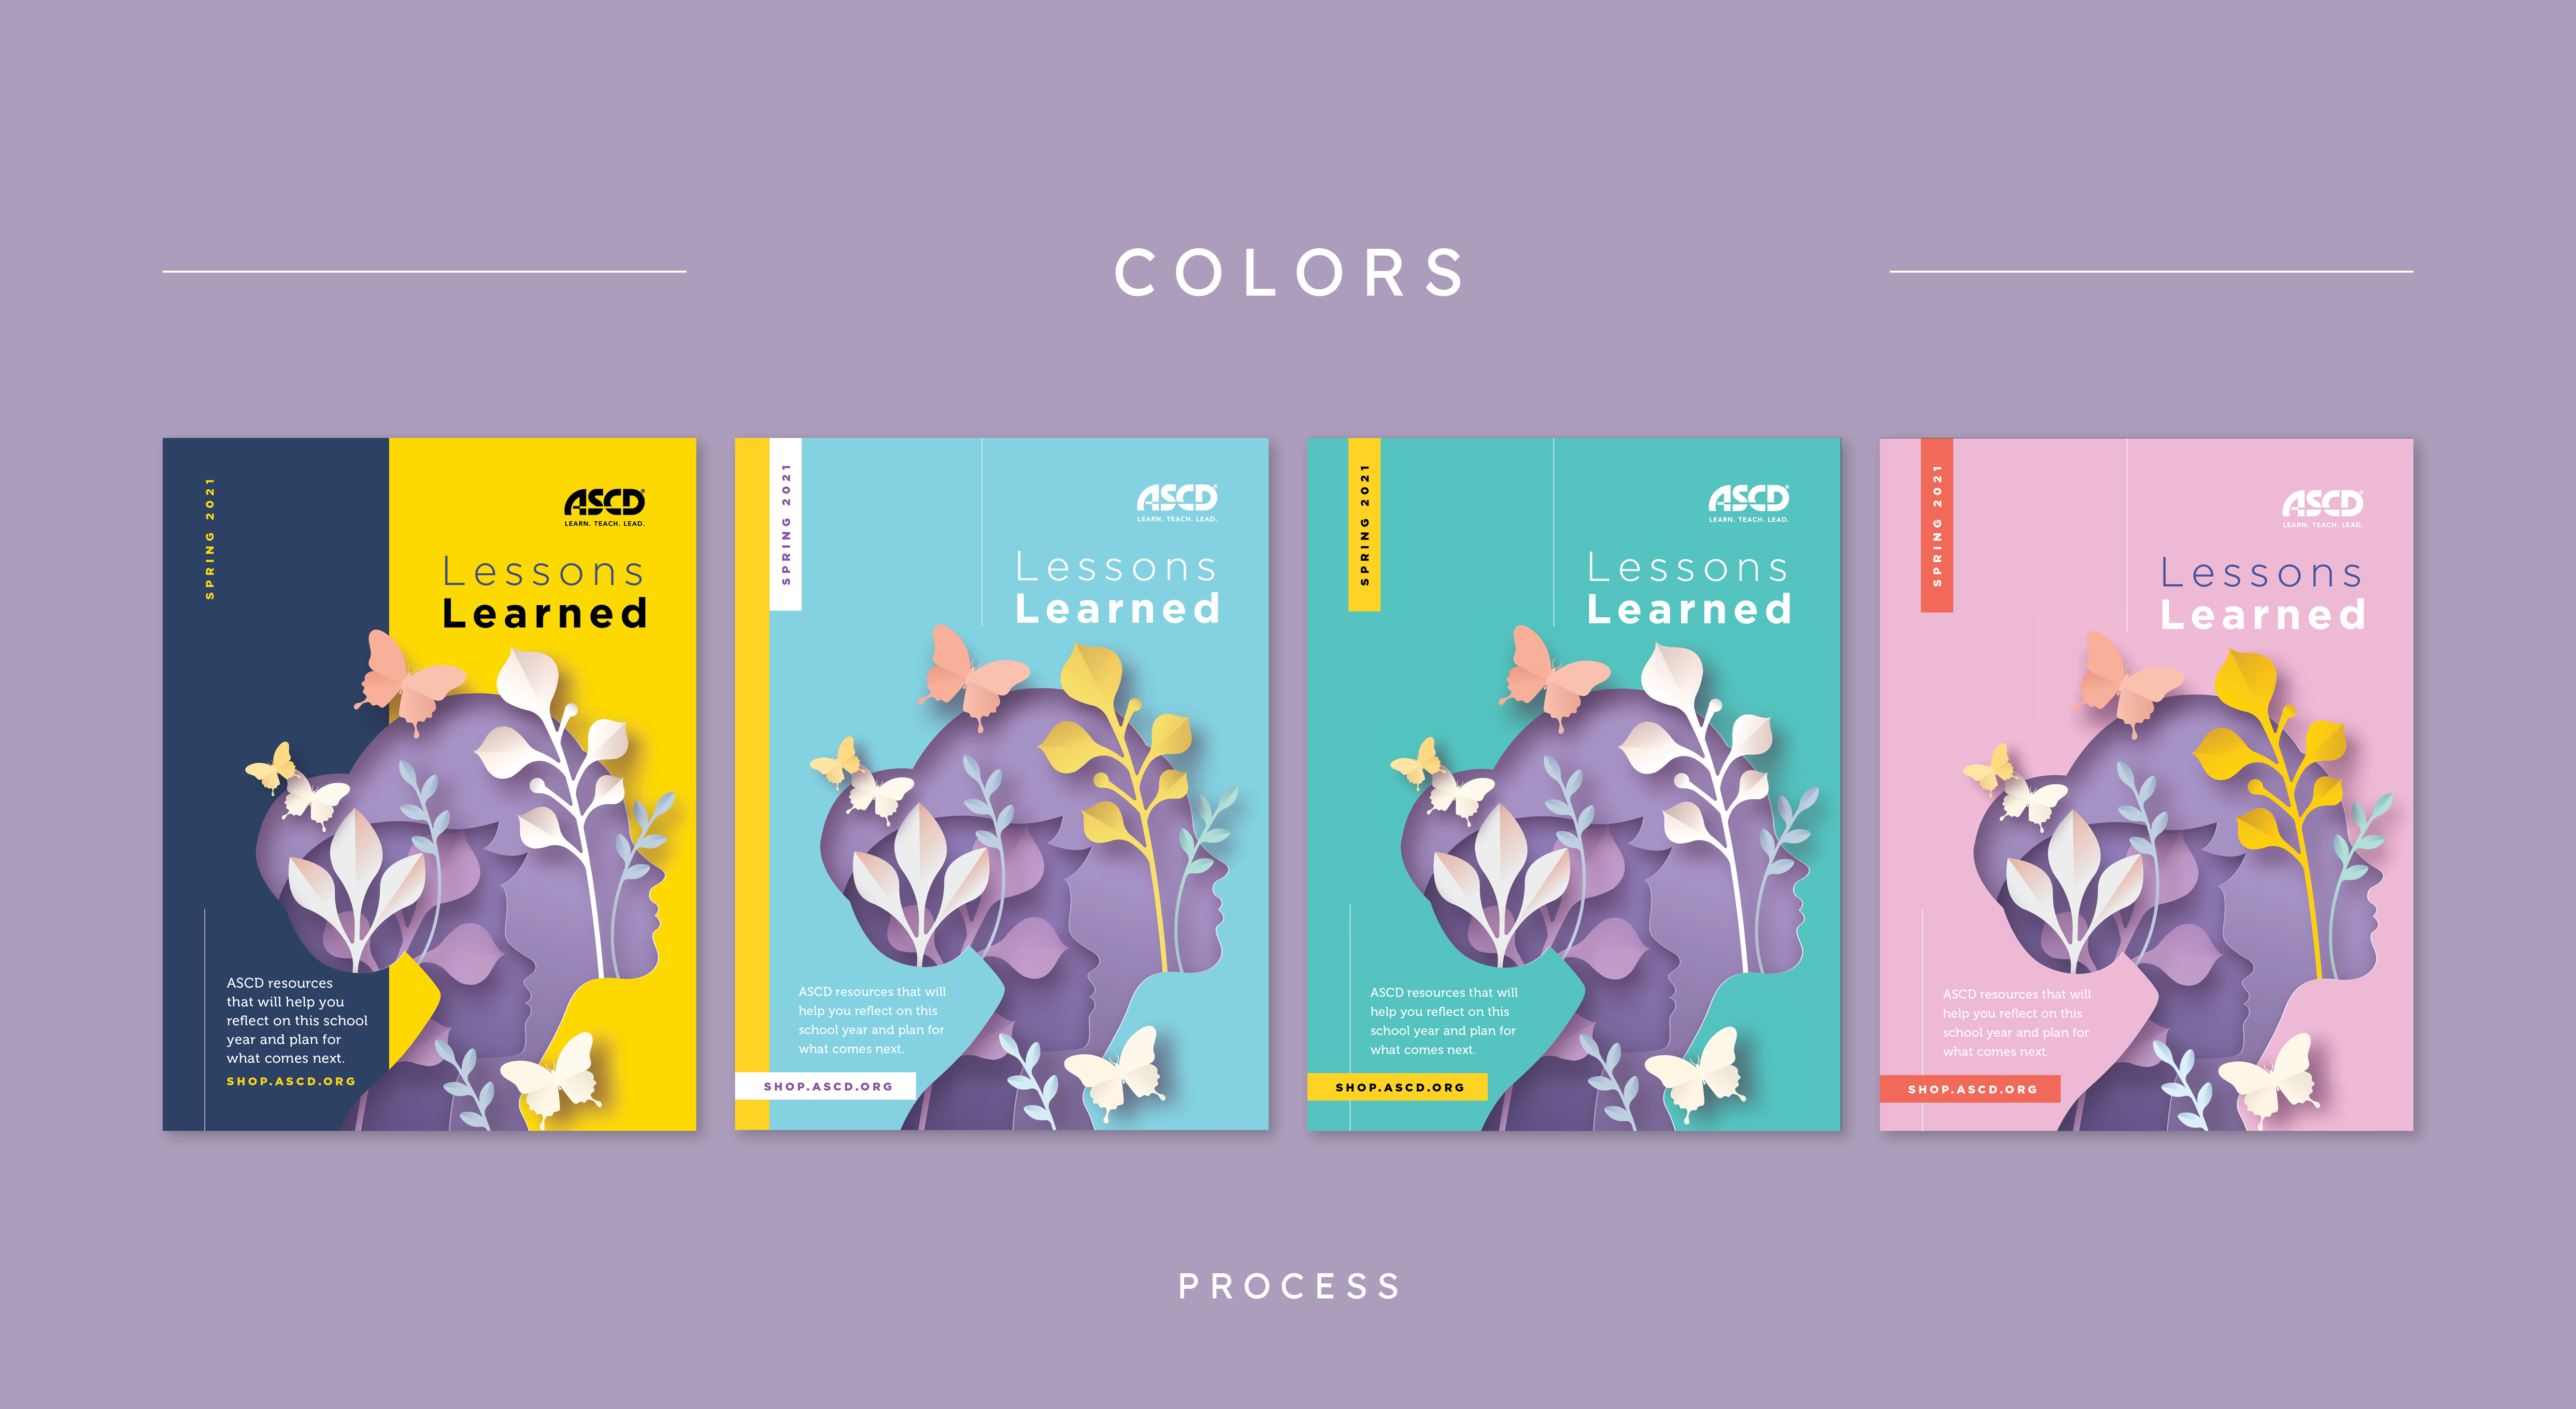 COLORS
SPRING 2021
ASCD
LEARN. TEACH. LEAD.
Lessons
Learned
ASCD resources
that will help you
reflect on this school
year and plan for
what comes next.
SHOP.ASCD.ORG
SPRING 2021
ASCD
LEARN. TEACH. LEAD.
Lessons
Learned
ASCD resources that will
help you reflect on this
school year and plan for
what comes next.
SHOP.ASCD.ORG
SPRING 2021
ASCD
LEARN. TEACH. LEAD.
Lessons
Learned
ASCD resources that will
help you reflect on this
school year and plan for
what comes next.
SHOP.ASCD.ORG
SPRING 2021
ASCD
LEARN. TEACH. LEAD.
Lessons
Learned
ASCD resources that will
help you reflect on this
school year and plan for
what comes next.
SHOP.ASCD.ORG
PROCESS